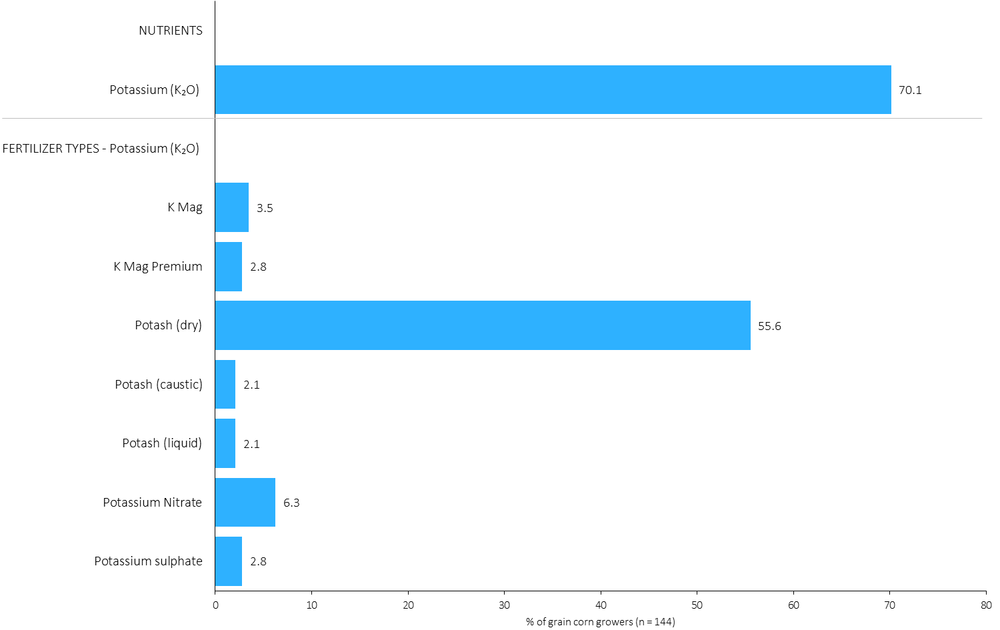 NUTRIENTS
Potassium (K₂O)
70.1
FERTILIZER TYPES - Potassium (K₂O)
K Mag
3.5
K Mag Premium
2.8
Potash (dry)
55.6
Potash (caustic)
2.1
Potash (liquid)
2.1
Potassium Nitrate
6.3
Potassium sulphate
2.8
0 10 20 30 40 50 60 70 80
% of grain corn growers (n = 144)